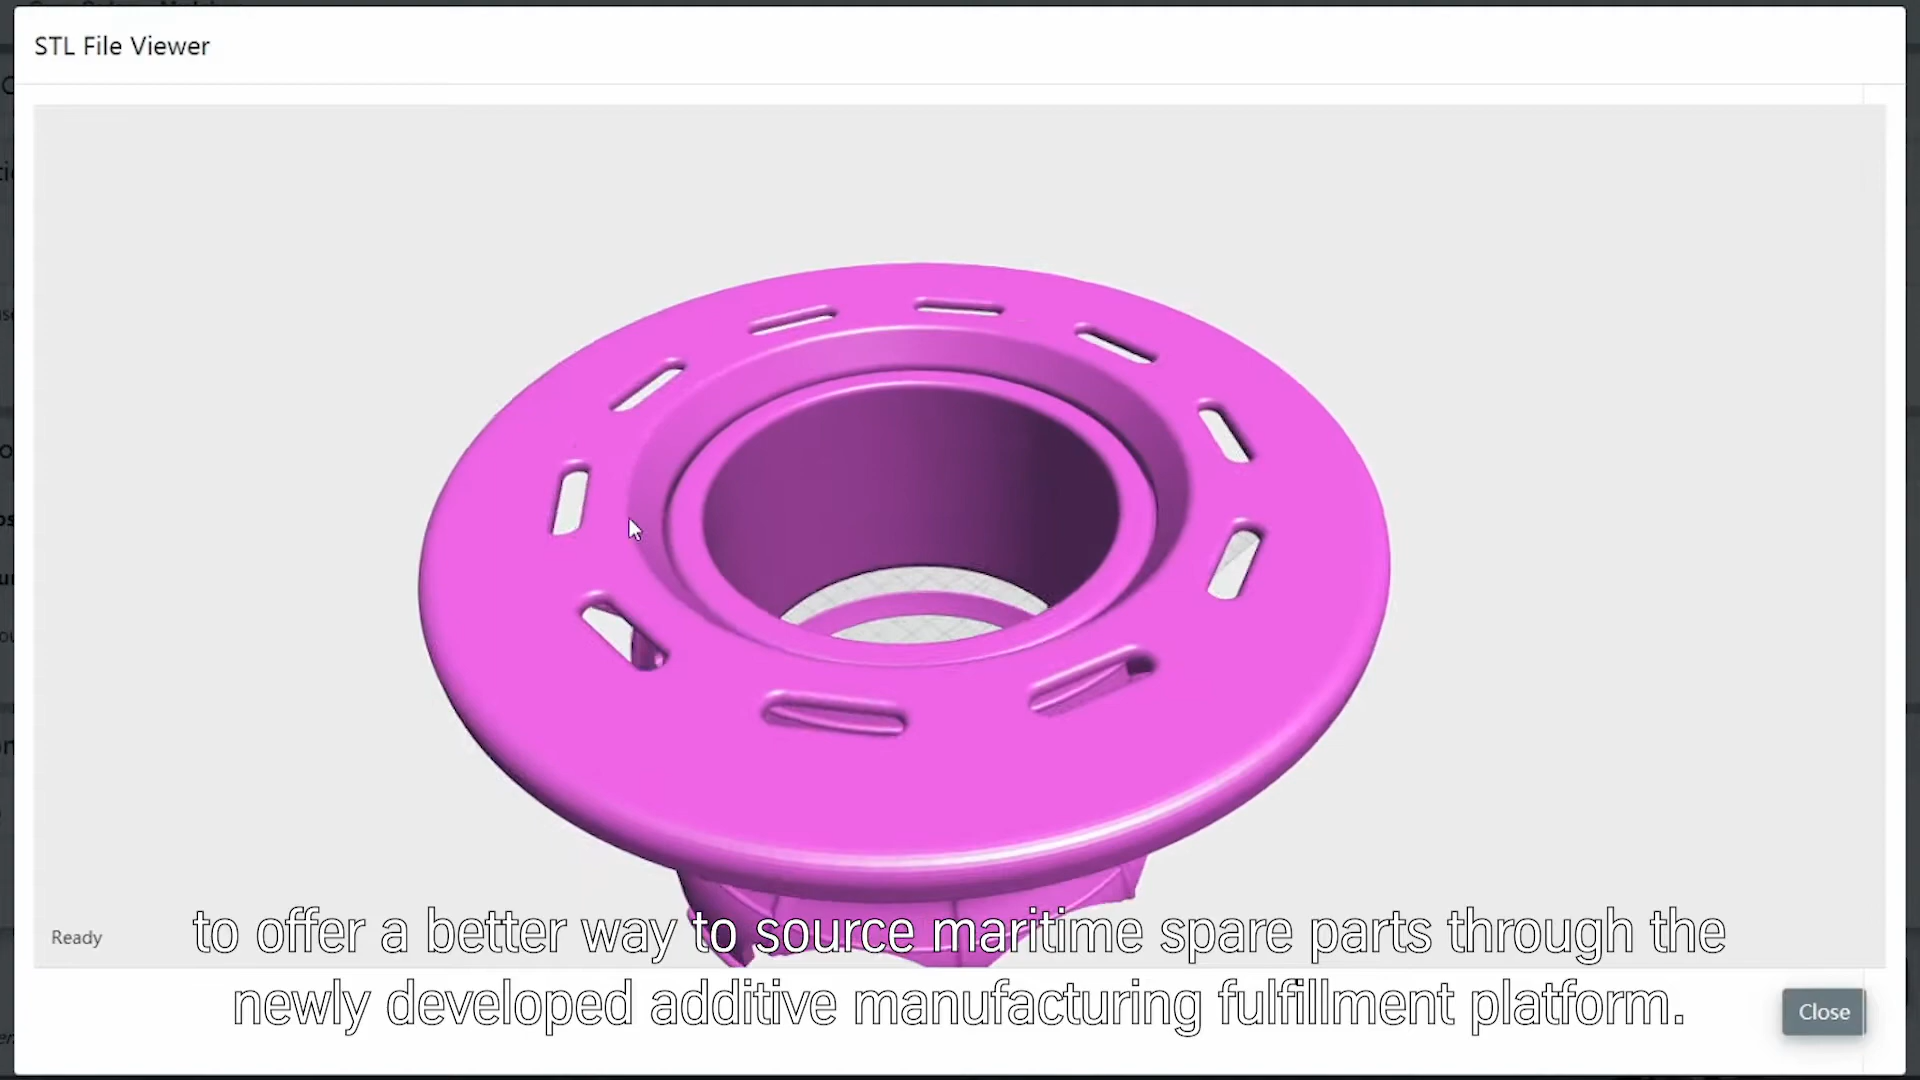 STL File Viewer
Ready
to offer a better way to source maritime spare parts through the
newly developed additive manufacturing fulfillment platform.
Close